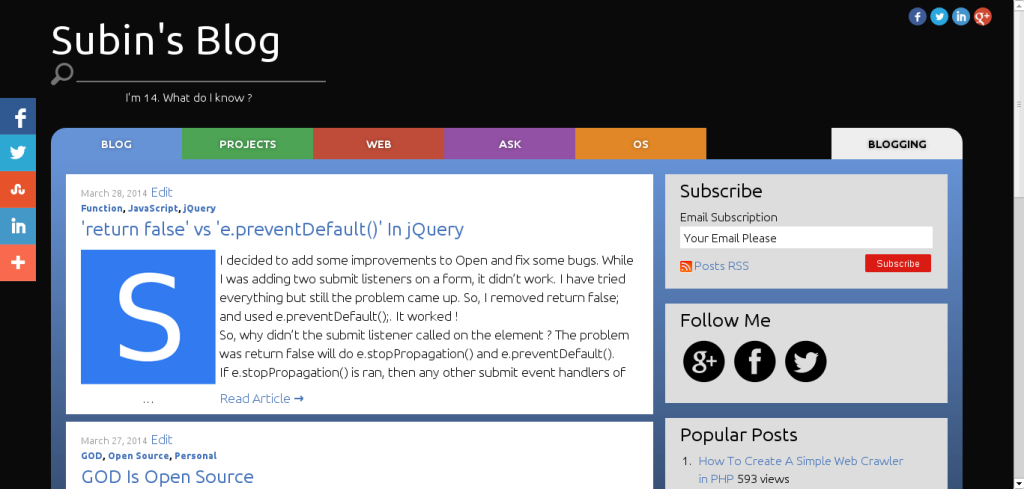 Subin's Blog
I'm 14. What do I know ?
BLOG PROJECTS WEB ASK OS BLOGGING
March 28, 2014 Edit
Function, JavaScript, jQuery
'return false' vs 'e.preventDefault()' In jQuery
S
I decided to add some improvements to Open and fix some bugs. While
I was adding two submit listeners on a form, it didn't work. I have tried
everything but still the problem came up. So, I removed return false;
and used e.preventDefault();. It worked !
So, why didn't the submit listener called on the element ? The problem
was return false will do e.stopPropagation() and e.preventDefault().
If e.stopPropagation() is ran, then any other submit event handlers of
...
Read Article →
March 27, 2014 Edit
GOD, Open Source, Personal
GOD Is Open Source
Subscribe
Email Subscription
Your Email Please
Posts RSS Subscribe
Follow Me
Popular Posts
1. How To Create A Simple Web Crawler
in PHP 593 views